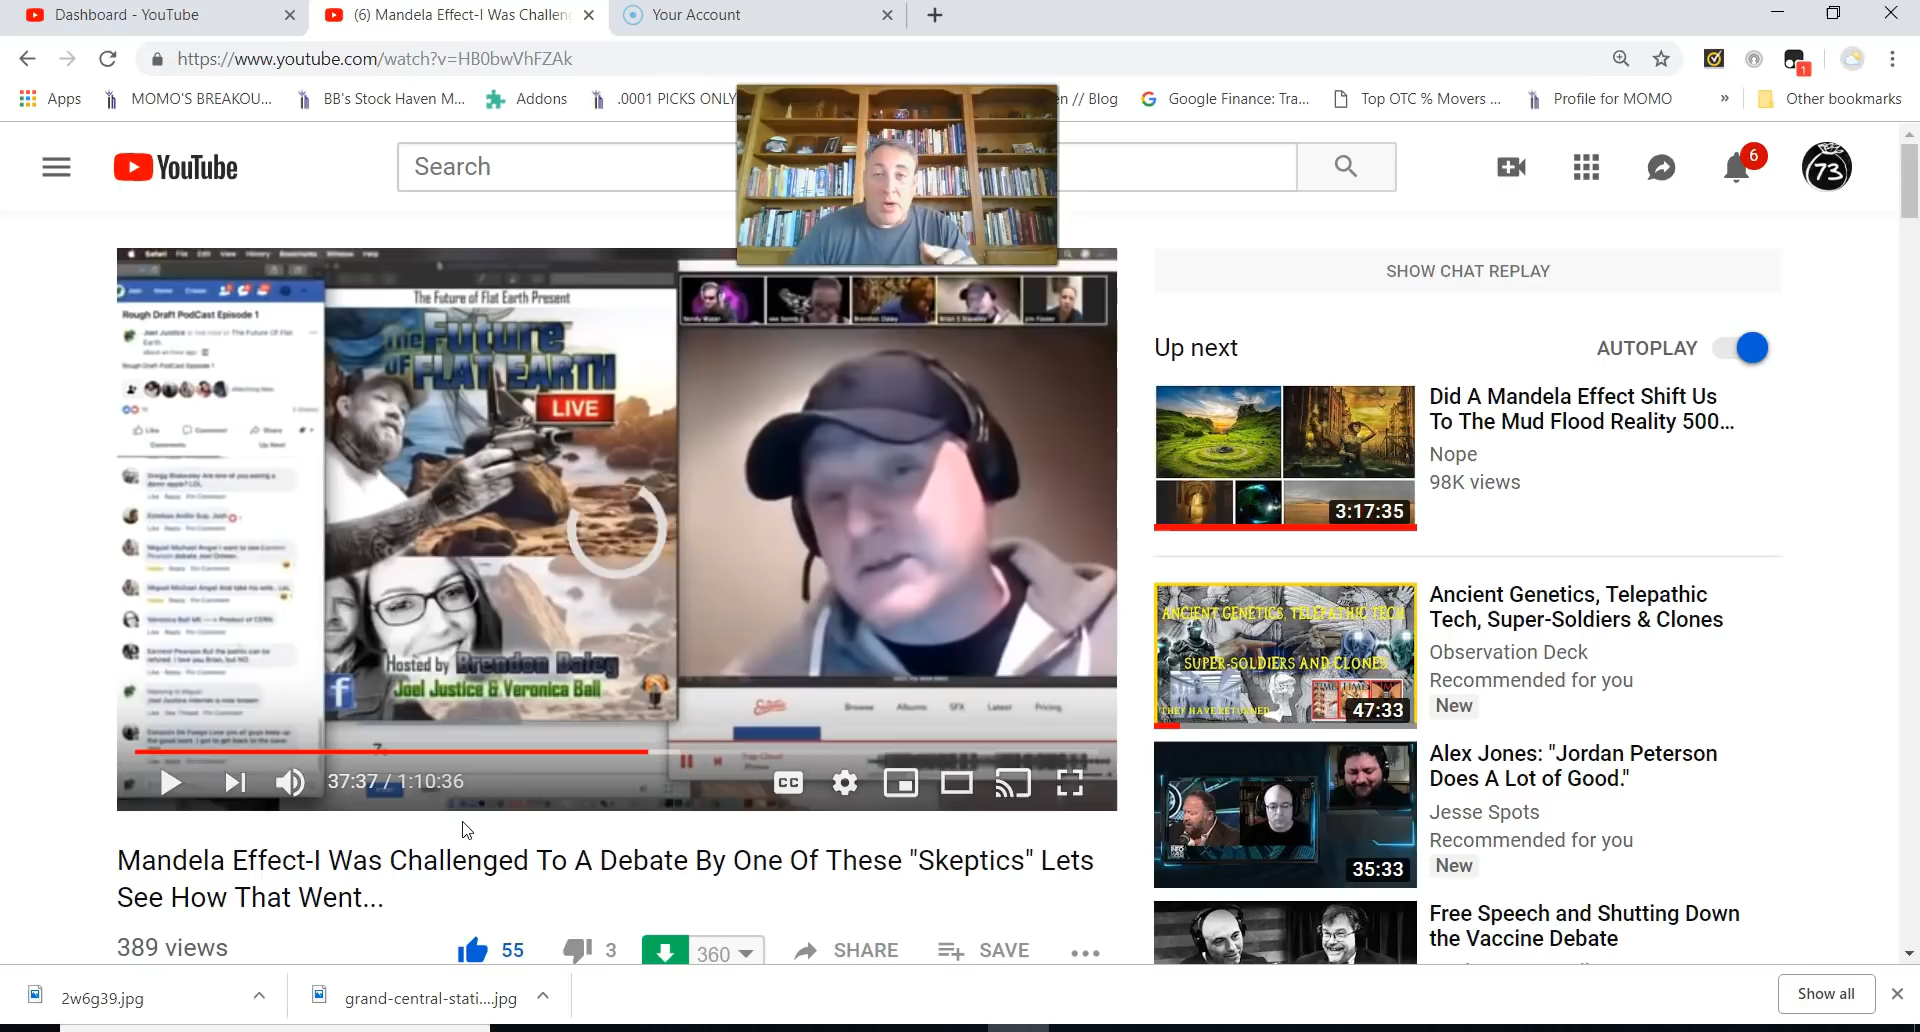 Dashboard - YouTube
(6) Mandela Effect-I Was Challen
Your Account
https://www.youtube.com/watch?v=HB0bwVhFZAk
1
Apps
MOMO'S BREAKOU...
BB's Stock Haven M...
Addons
.0001 PICKS ONLY
en // Blog
Google Finance: Tra...
Top OTC % Movers ...
Profile for MOMO
»
Other bookmarks
YouTube
Search
6
73
The Future of Flat Earth Present
Rough Draft PodCast Episode 1
The Future
OF FLAT EARTH
LIVE
Hosted by Brendon Daleg
Joel Justice & Veronica Ball
37:37 / 1:10:36
CC
Mandela Effect-I Was Challenged To A Debate By One Of These "Skeptics" Lets
See How That Went...
389 views
55
3
360
SHARE
SAVE
SHOW CHAT REPLAY
Up next
AUTOPLAY
3:17:35
Did A Mandela Effect Shift Us
To The Mud Flood Reality 500...
Nope
98K views
ANCIENT GENETICS, TELEPATHIC TECH
SUPER-SOLDIERS AND CLONES
THEY HAVE RETURNED
47:33
Ancient Genetics, Telepathic
Tech, Super-Soldiers & Clones
Observation Deck
Recommended for you
New
35:33
Alex Jones: "Jordan Peterson
Does A Lot of Good."
Jesse Spots
Recommended for you
New
Free Speech and Shutting Down
the Vaccine Debate
2w6g39.jpg
grand-central-stati....jpg
Show all